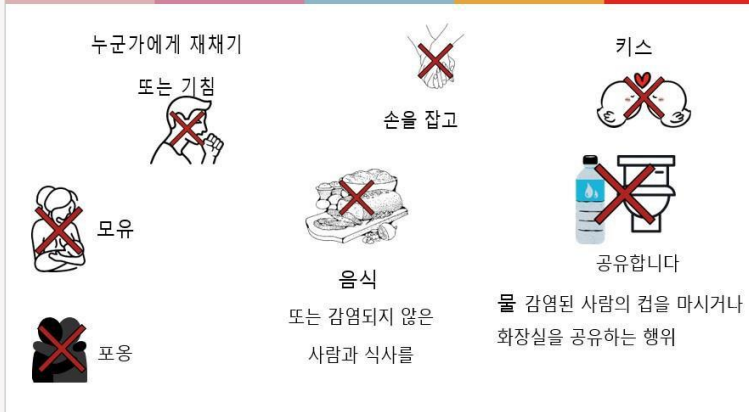 누군가에게 재채기
또는 기침
손을 잡고
키스
모유
음식
또는 감염되지 않은
사람과 식사를
공유합니다
물 감염된 사람의 컵을 마시거나
화장실을 공유하는 행위
포옹